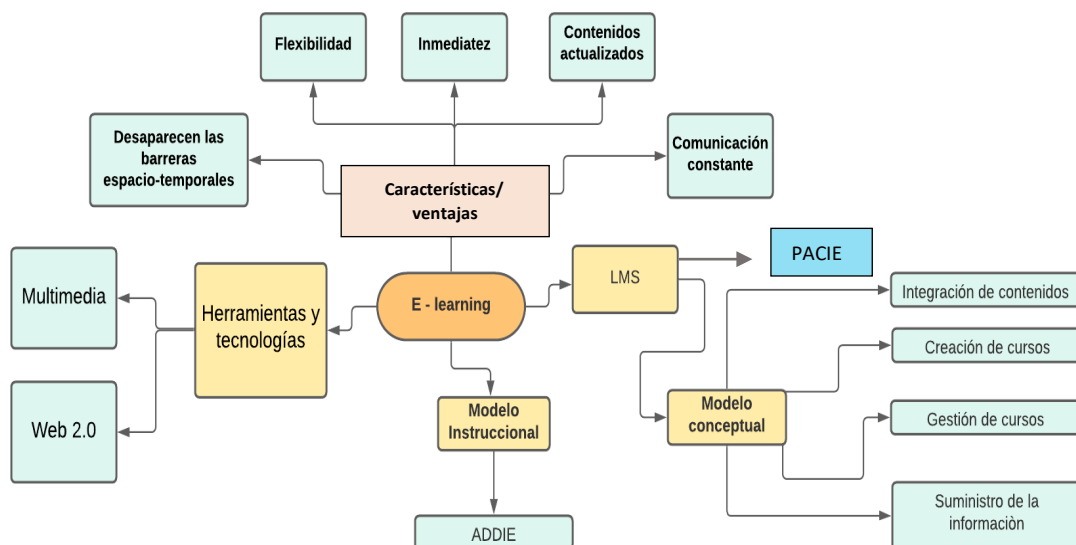 Flexibilidad
Inmediatez
Contenidos
actualizados
Desaparecen las
barreras
espacio-temporales
Característícas/
ventajas
Comunicación
constante
Multimedia
Herramientas y
tecnologías
E - learning
LMS
PACIE
Integración de contenidos
Creación de cursos
Web 2.0
Modelo
Instruccional
Modelo
conceptual
Gestión de cursos
Suministro de la
informaciòn
ADDIE